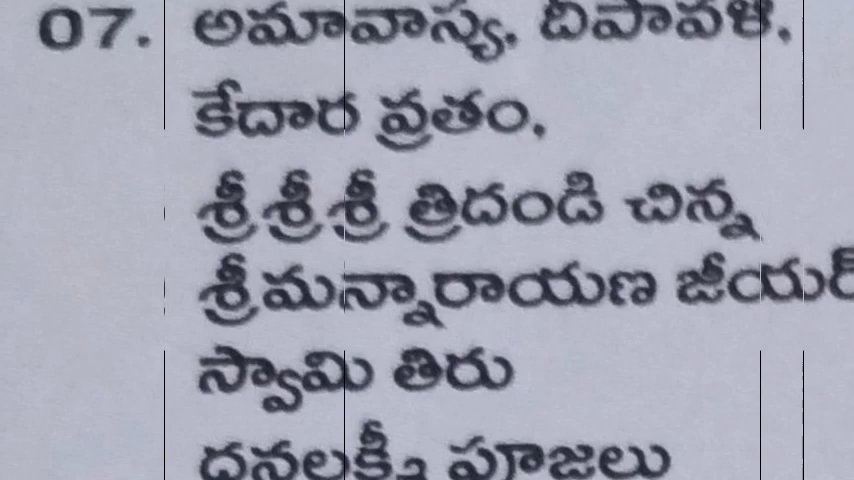 07. అమావాస్య, దీపావళి,
కేదార వ్రతం,
శ్రీ శ్రీ శ్రీ త్రిదండి చిన్న
శ్రీమన్నారాయణ జీయర్
స్వామి తిరు
ధనలక్ష్మీ పూజలు